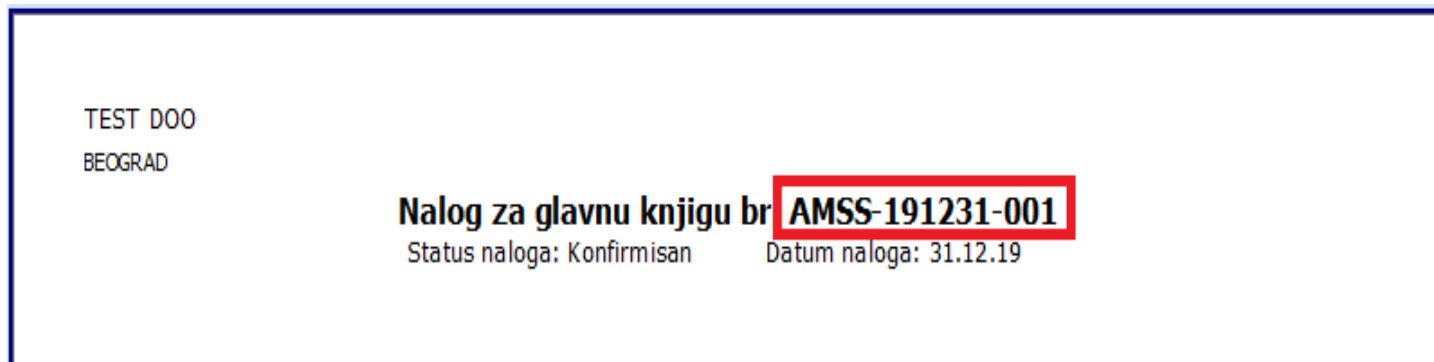 TEST DOO
BEOGRAD
Nalog za glavnu knjigu br AMSS-191231-001
Status naloga: Konfirmisan Datum naloga: 31.12.19